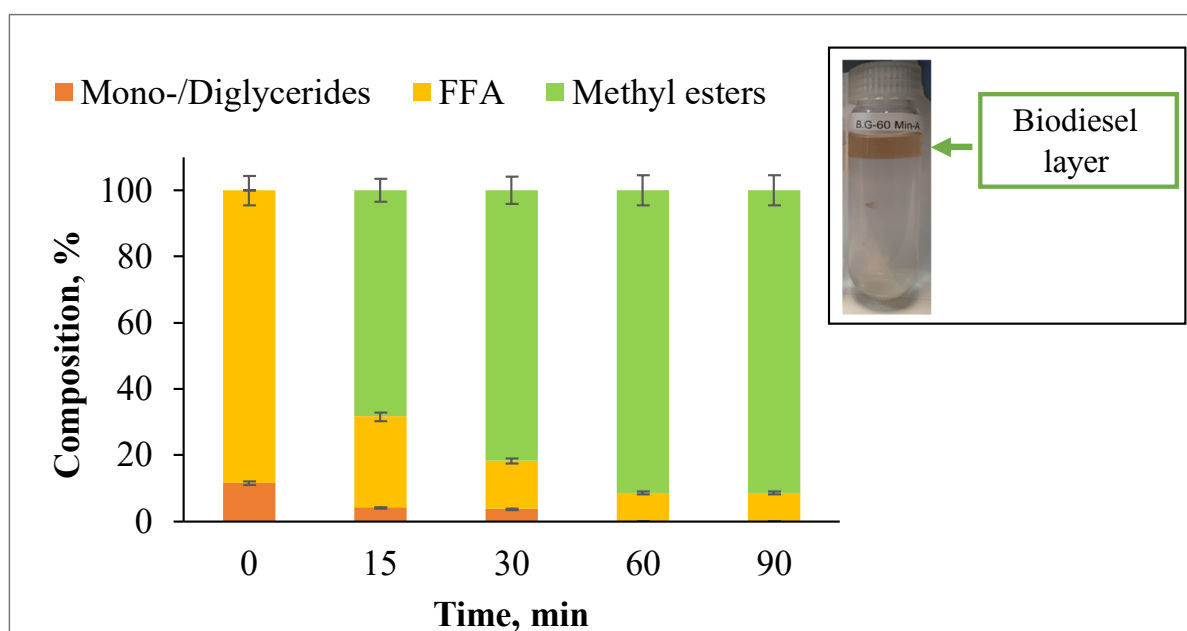 Mono-/Diglycerides FFA Methyl esters
B.G-60 Min-A
Biodiesel
layer
Composition, %
100
80
60
40
20
0
0 15 30 60 90
Time, min